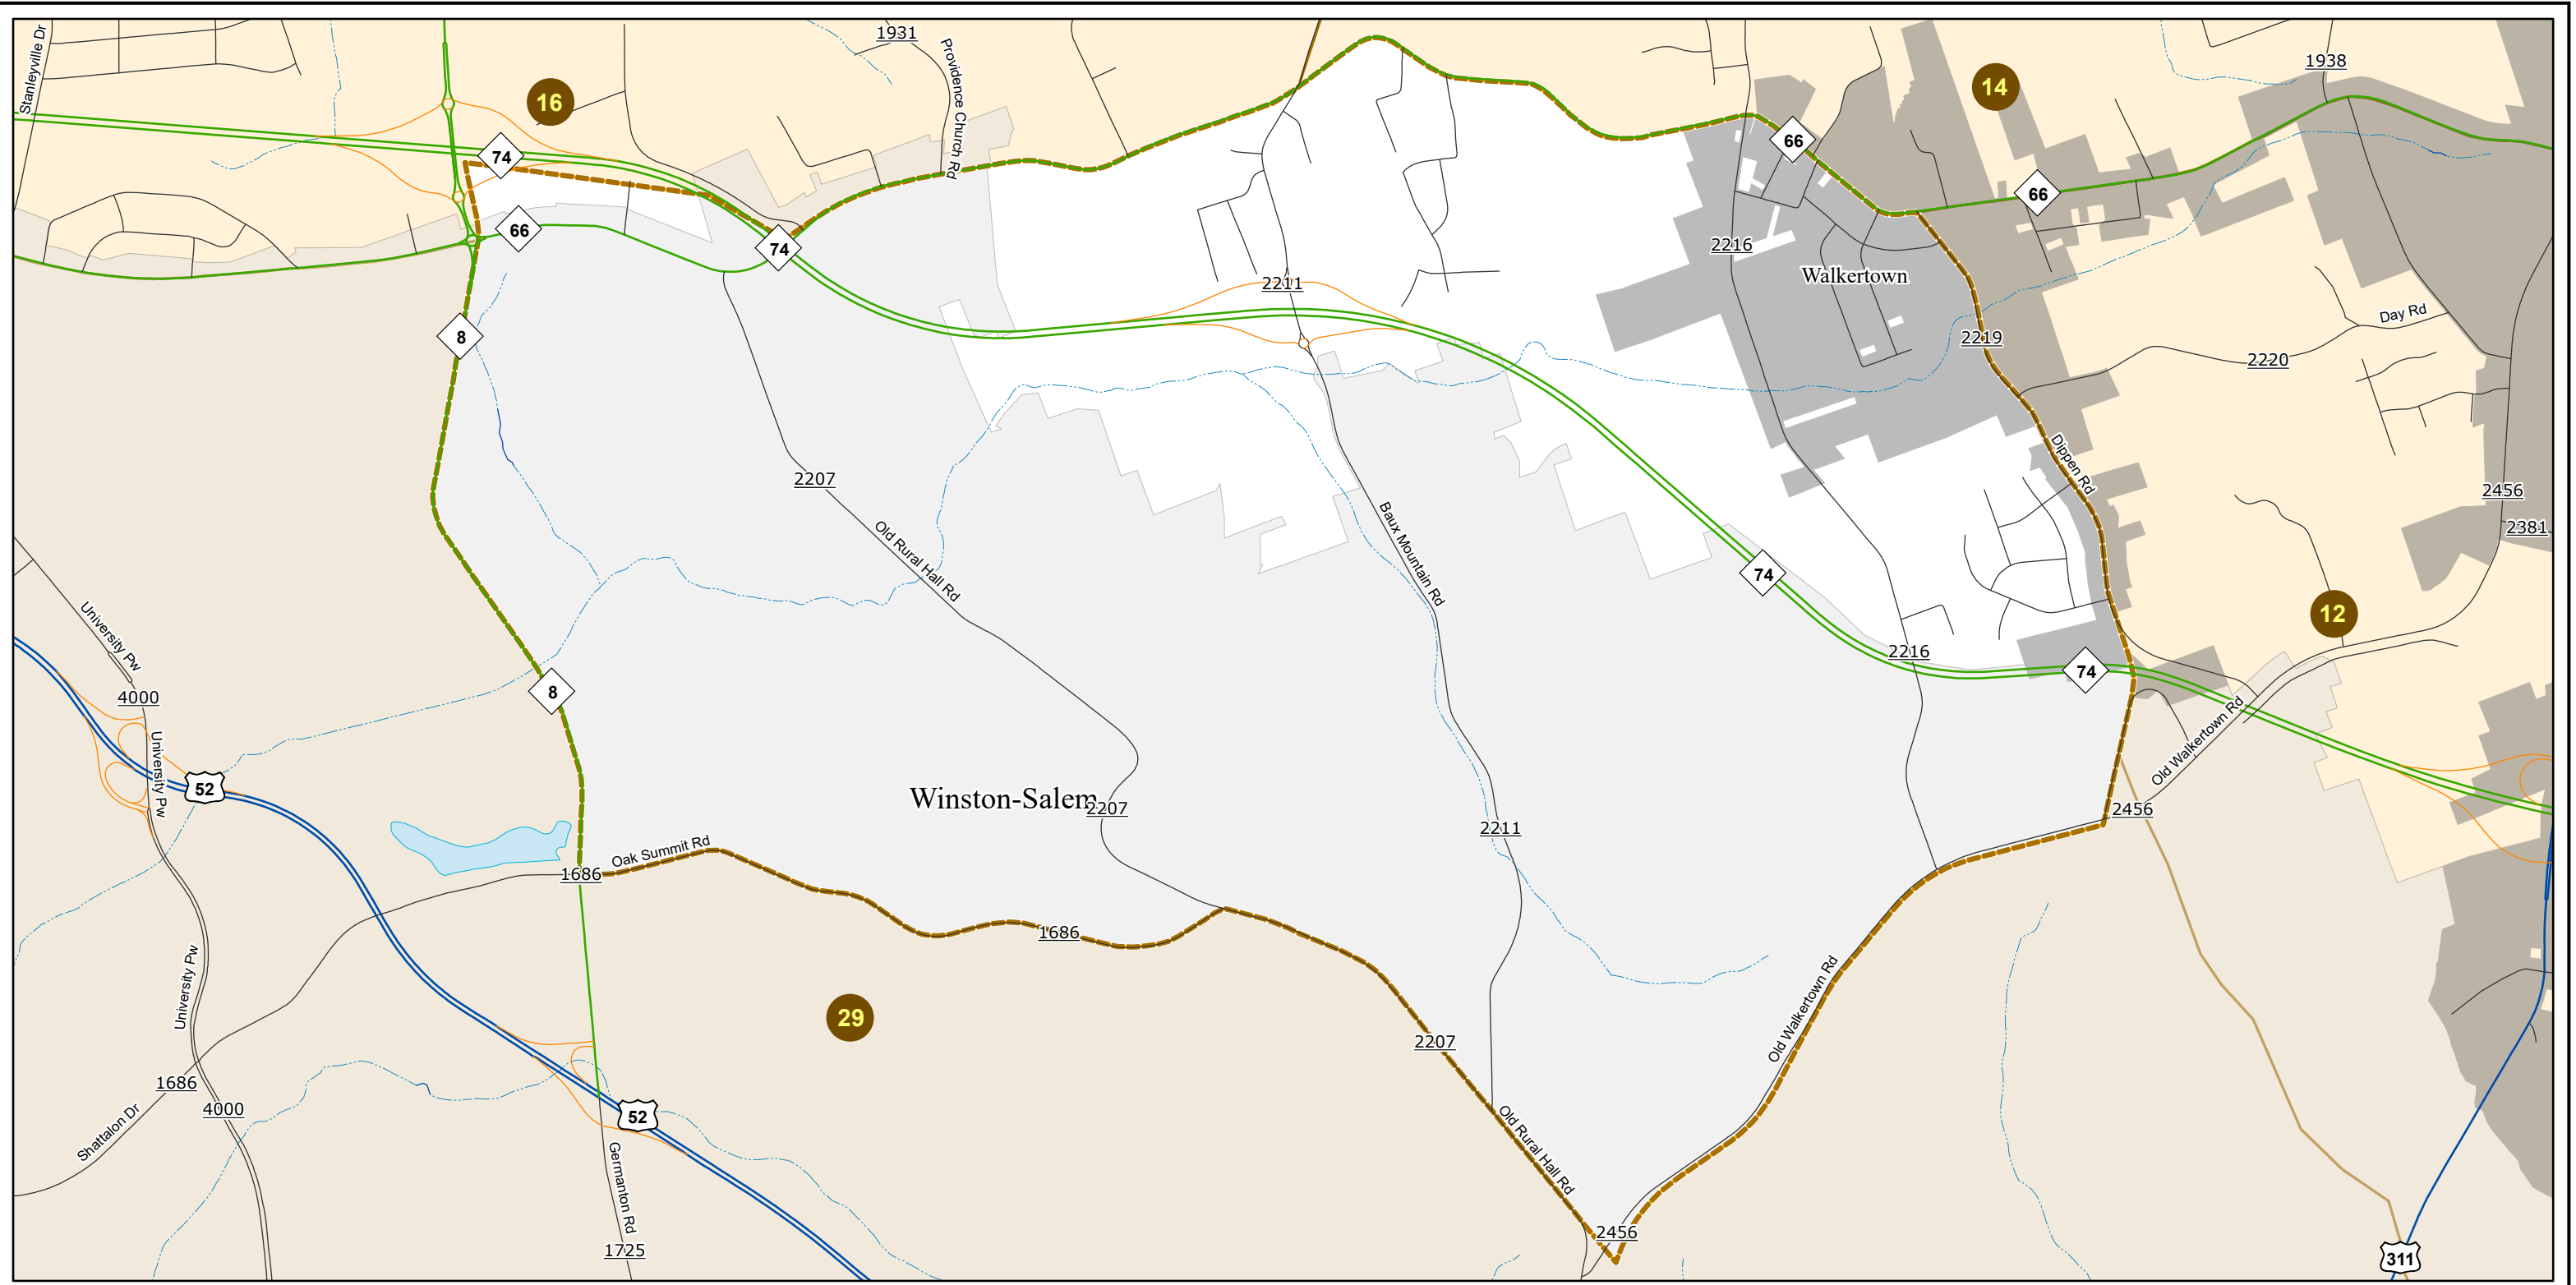 Stanleyville Dr
1931
Providence Church Rd
1938
16
14
74
66
66
66
74
2216
Walkertown
2211
8
2219
Day Rd
2220
2207
Old Rural Hall Rd
Baux Mountain Rd
Dippen Rd
2456
2381
74
12
University Pw
4000
8
2216
74
Old Walkertown Rd
University Pw
52
Winston-Salem
2207
2211
2456
Oak Summit Rd
1686
1686
University Pw
29
2207
Old Walkertown Rd
1686
4000
Shattalon Dr
52
Germanton Rd
1725
Old Rural Hall Rd
2456
311